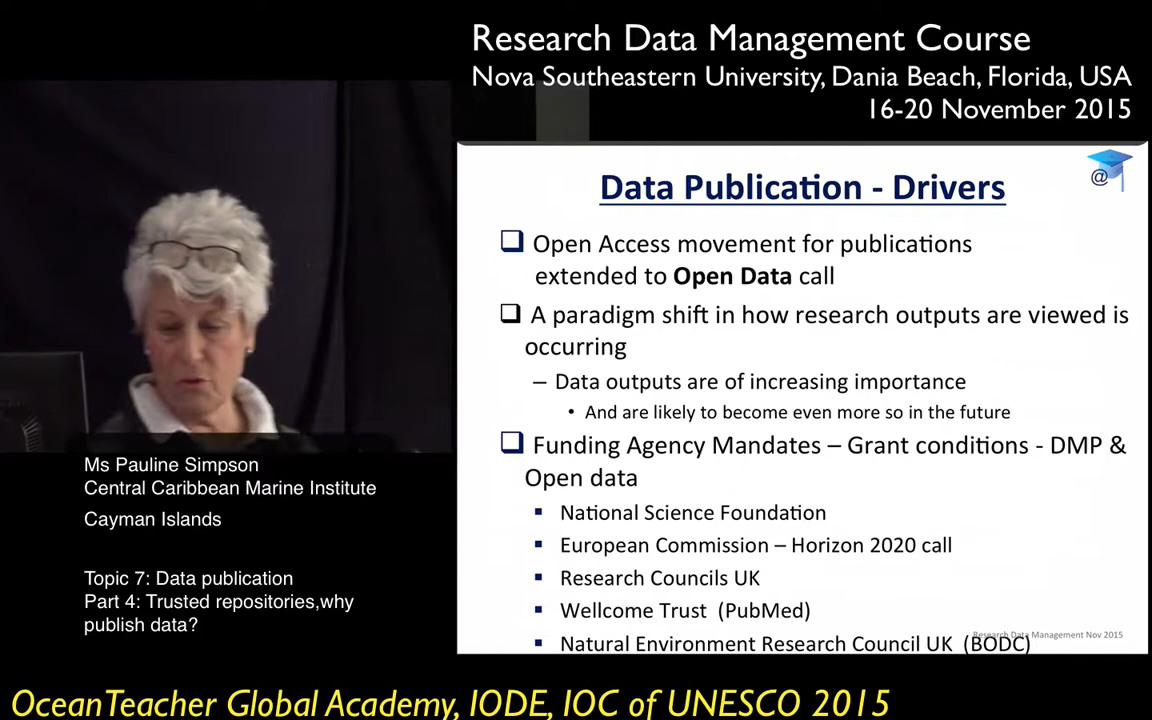 Research Data Management Course
Nova Southeastern University, Dania Beach, Florida, USA
16-20 November 2015
@
Data Publication - Drivers
Open Access movement for publications
extended to Open Data call
A paradigm shift in how research outputs are viewed is
occurring
– Data outputs are of increasing importance
• And are likely to become even more so in the future
Funding Agency Mandates – Grant conditions - DMP &
Open data
▪ National Science Foundation
▪ European Commission – Horizon 2020 call
▪ Research Councils UK
▪ Wellcome Trust (PubMed)
Research Data Management Nov 2015
▪ Natural Environment Research Council UK (BODC)
Ms Pauline Simpson
Central Caribbean Marine Institute
Cayman Islands
Topic 7: Data publication
Part 4: Trusted repositories,why
publish data?
OceanTeacher Global Academy, IODE, IOC of UNESCO 2015